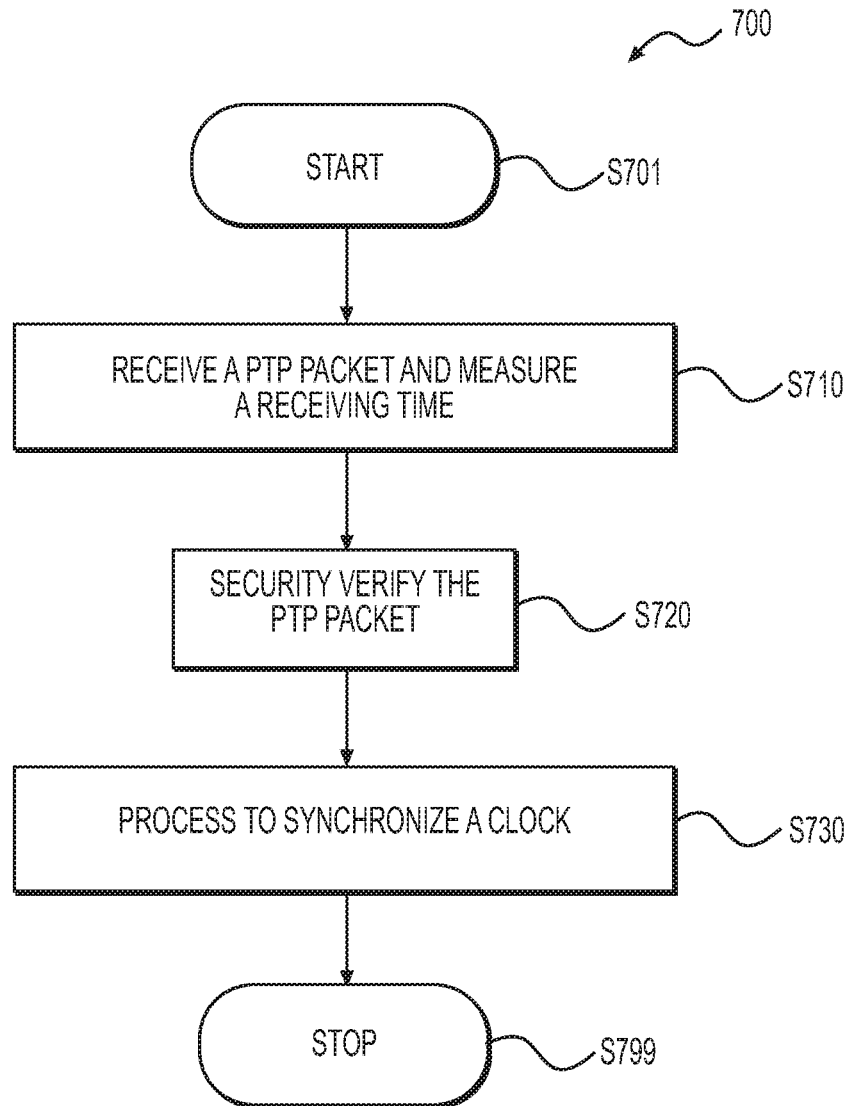 700
START
S701
RECEIVE A PTP PACKET AND MEASURE
A RECEIVING TIME
S710
SECURITY VERIFY THE
PTP PACKET
S720
PROCESS TO SYNCHRONIZE A CLOCK
S730
STOP
S799